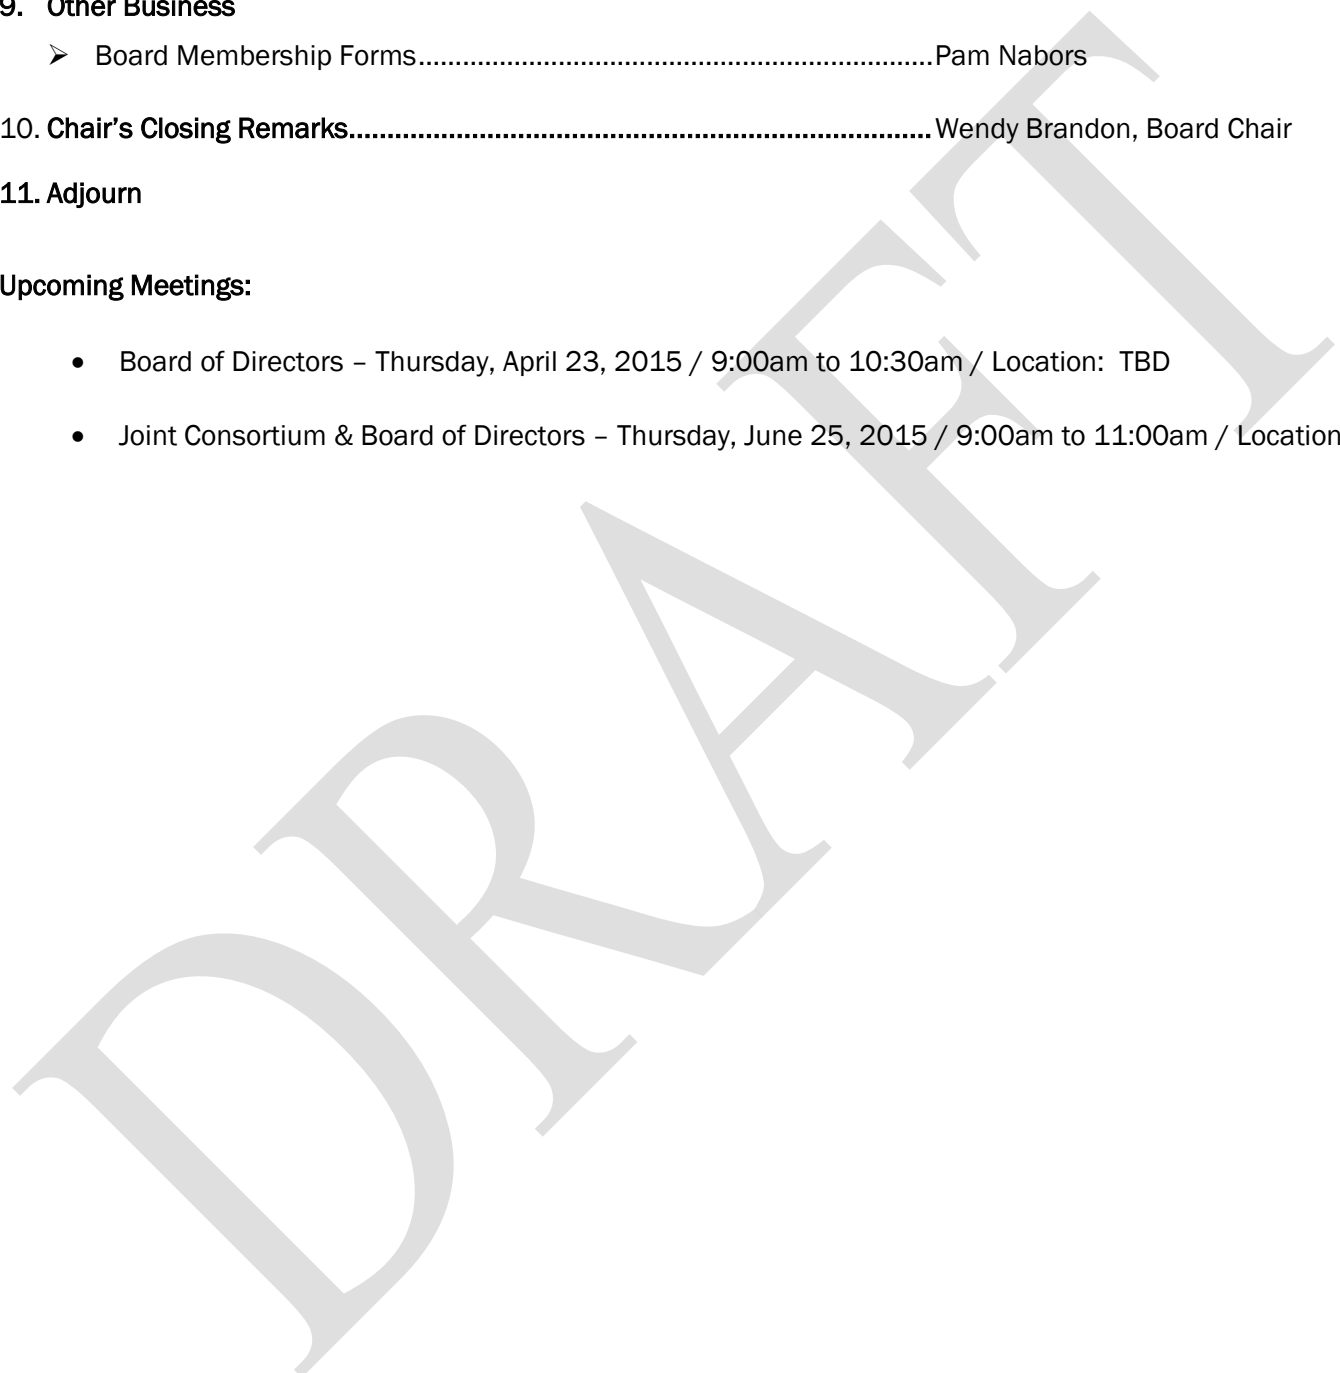 9. Other Business
➢ Board Membership Forms......................................................................Pam Nabors
10. Chair’s Closing Remarks............................................................................Wendy Brandon, Board Chair
11. Adjourn
Upcoming Meetings:
• Board of Directors – Thursday, April 23, 2015 / 9:00am to 10:30am / Location: TBD
• Joint Consortium & Board of Directors – Thursday, June 25, 2015 / 9:00am to 11:00am / Location
DRAFT